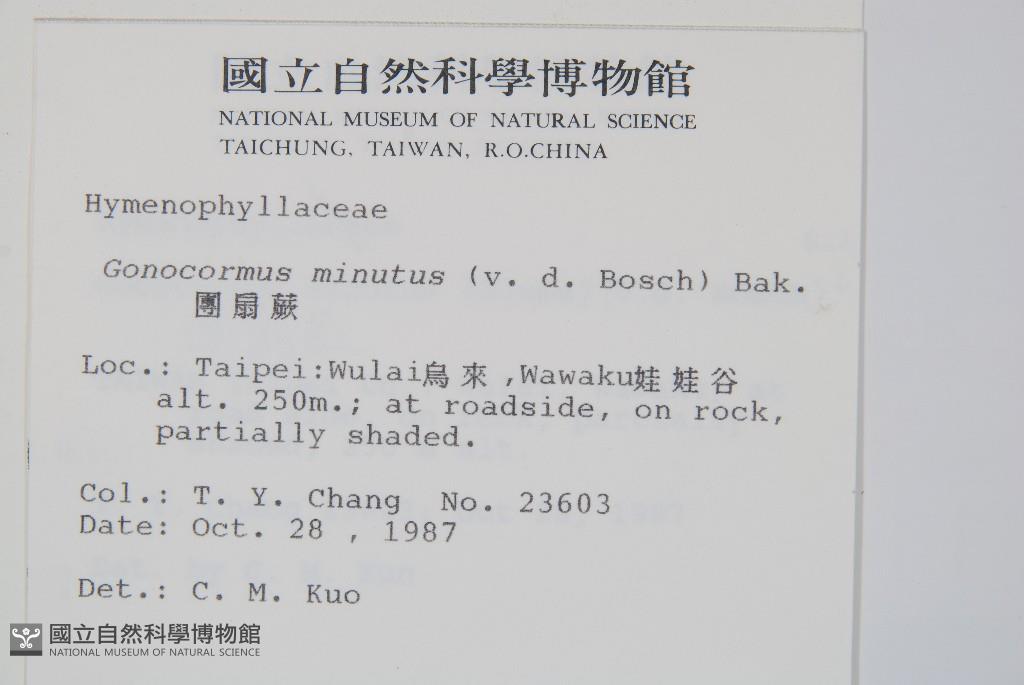 國立自然科學博物館
NATIONAL MUSEUM OF NATURAL SCIENCE
TAICHUNG, TAIWAN, R.O.CHINA
Hymenophyllaceae
Gonocormus minutus (v. d. Bosch) Bak.
團扇蕨
Loc.: Taipei:Wulai烏來,Wawaku娃娃谷
alt. 250m.; at roadside, on rock,
partially shaded.
Col.: T. Y. Chang No. 23603
Date: Oct. 28 , 1987
Det.: C. M. Kuo
國立自然科學博物館
NATIONAL MUSEUM OF NATURAL SCIENCE